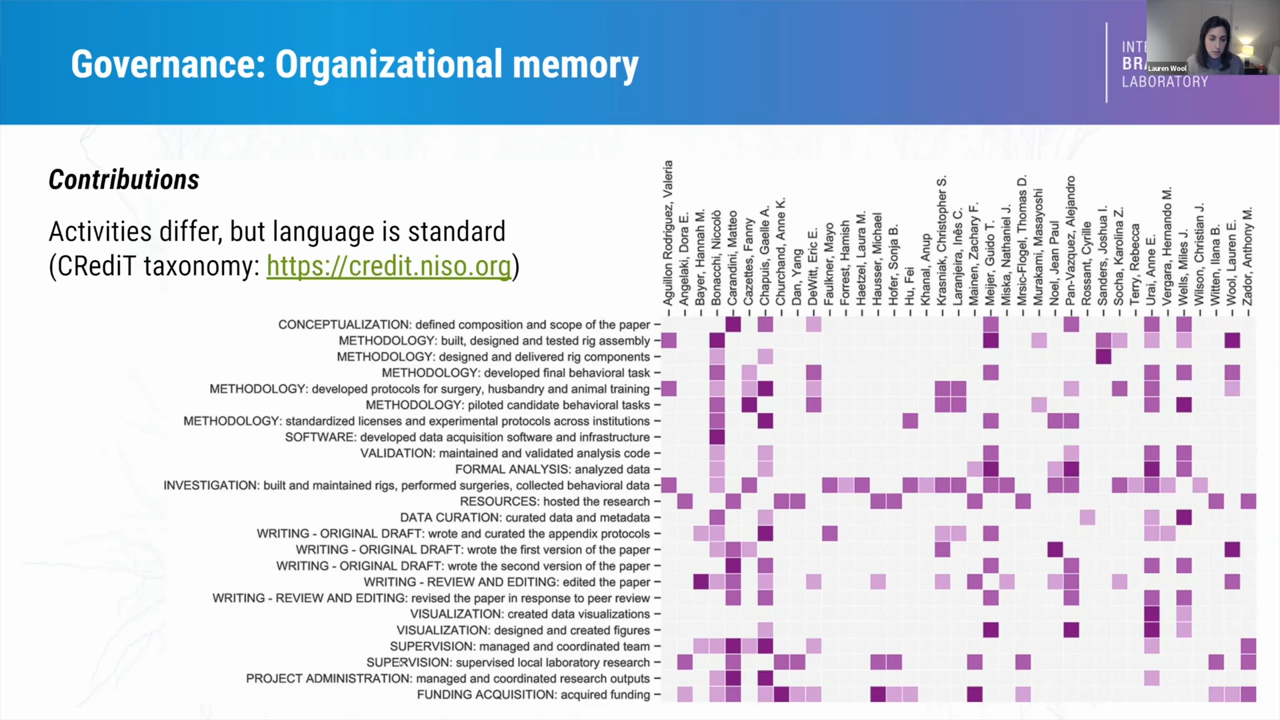 Governance: Organizational memory
INTE
BRA
LABORATORY
Lauren Wool
Contributions
Activities differ, but language is standard
(CRediT taxonomy: https://credit.niso.org)
Aguillon Rodriguez, Valeria
Angelaki, Dora E.
Bayer, Hannah M.
Bonacchi, Niccolò
Carandini, Matteo
Cazettes, Fanny
Chapuis, Gaelle A.
Churchand, Anne K.
Dan, Yang
DeWitt, Eric E.
Faulkner, Mayo
Forrest, Hamish
Haetzel, Laura M.
Hausser, Michael
Hofer, Sonja B.
Hu, Fei
Khanal, Anup
Krasniak, Christopher S.
Laranjeira, Inês C.
Mainen, Zachary F.
Meijer, Guido T.
Miska, Nathaniel J.
Mrsic-Flogel, Thomas D.
Murakami, Masayoshi
Noel, Jean Paul
Pan-Vazquez, Alejandro
Rossant, Cyrille
Sanders, Joshua I.
Socha, Karolina Z.
Terry, Rebecca
Urai, Anne E.
Vergara, Hernando M.
Wells, Miles J.
Wilson, Christian J.
Witten, Ilana B.
Wool, Lauren E.
Zador, Anthony M.
CONCEPTUALIZATION: defined composition and scope of the paper
METHODOLOGY: built, designed and tested rig assembly
METHODOLOGY: designed and delivered rig components
METHODOLOGY: developed final behavioral task
METHODOLOGY: developed protocols for surgery, husbandry and animal training
METHODOLOGY: piloted candidate behavioral tasks
METHODOLOGY: standardized licenses and experimental protocols across institutions
SOFTWARE: developed data acquisition software and infrastructure
VALIDATION: maintained and validated analysis code
FORMAL ANALYSIS: analyzed data
INVESTIGATION: built and maintained rigs, performed surgeries, collected behavioral data
RESOURCES: hosted the research
DATA CURATION: curated data and metadata
WRITING - ORIGINAL DRAFT: wrote and curated the appendix protocols
WRITING - ORIGINAL DRAFT: wrote the first version of the paper
WRITING - ORIGINAL DRAFT: wrote the second version of the paper
WRITING - REVIEW AND EDITING: edited the paper
WRITING - REVIEW AND EDITING: revised the paper in response to peer review
VISUALIZATION: created data visualizations
VISUALIZATION: designed and created figures
SUPERVISION: managed and coordinated team
SUPERVISION: supervised local laboratory research
PROJECT ADMINISTRATION: managed and coordinated research outputs
FUNDING ACQUISITION: acquired funding